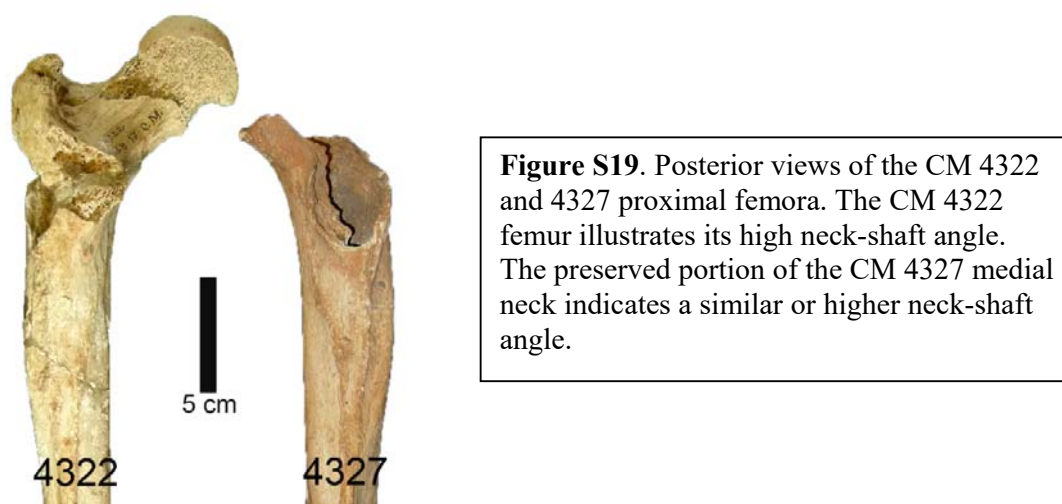 Figure S19. Posterior views of the CM 4322
and 4327 proximal femora. The CM 4322
femur illustrates its high neck-shaft angle.
The preserved portion of the CM 4327 medial
neck indicates a similar or higher neck-shaft
angle.
5 cm
4322
4327